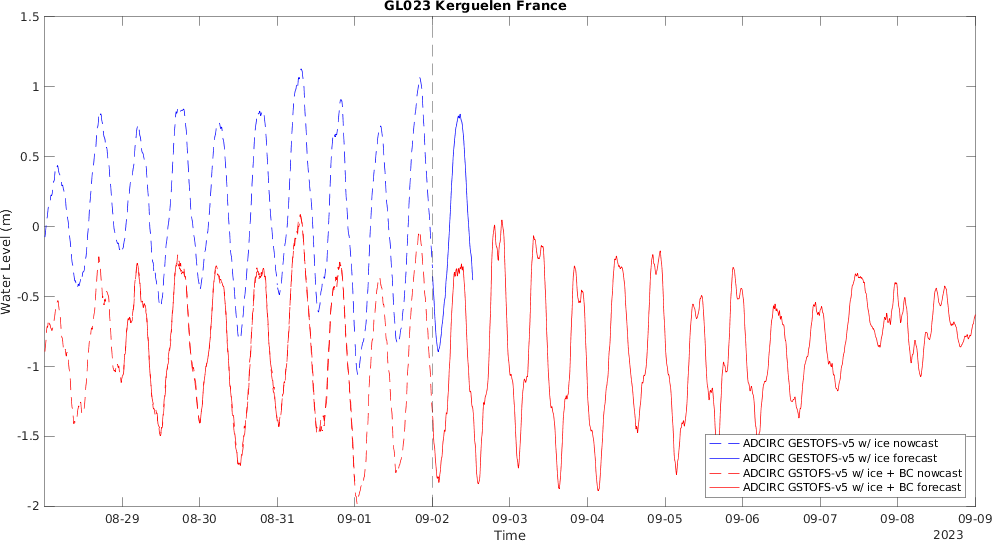 GL023 Kerguelen France
1.5
1
0.5
0
-0.5
-1
-1.5
-2
Water Level (m)
08-29 08-30 08-31 09-01 09-02 09-03 09-04 09-05 09-06 09-07 09-08 09-09
Time
2023
ADCIRC GESTOFS-v5 w/ ice nowcast
ADCIRC GESTOFS-v5 w/ ice forecast
ADCIRC GSTOFS-v5 w/ ice + BC nowcast
ADCIRC GSTOFS-v5 w/ ice + BC forecast